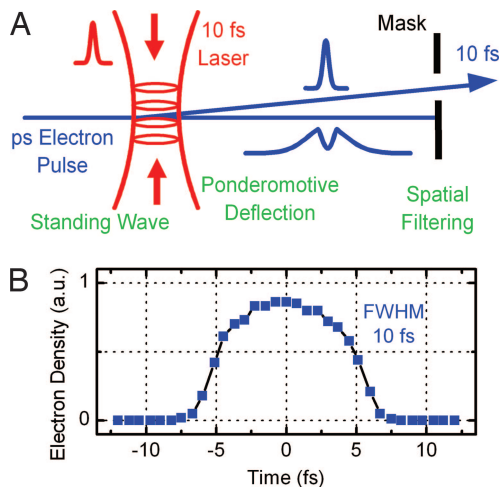 A
10 fs
Laser
Mask
10 fs
ps Electron
Pulse
Ponderomotive
Deflection
Spatial
Filtering
Standing Wave
B
Electron Density (a.u.)
1
0
FWHM
10 fs
-10
-5
0
5
10
Time (fs)